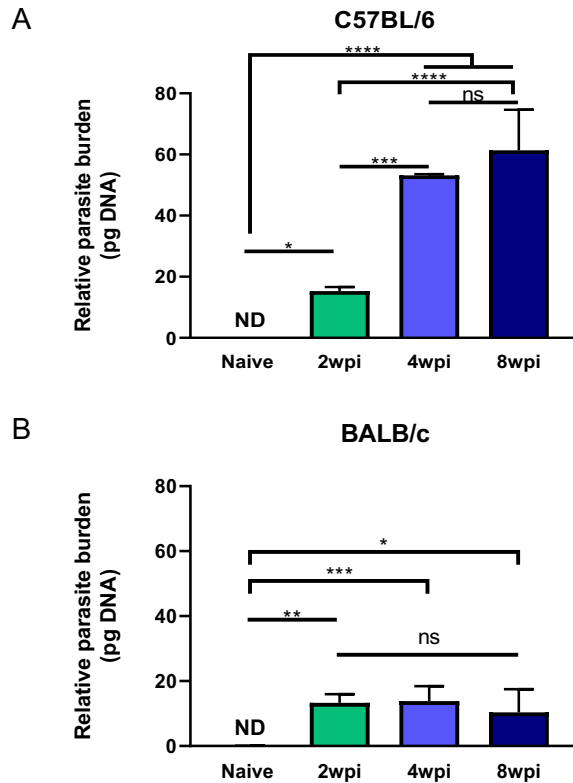 A
C57BL/6
****
****
ns
***
*
80
60
40
20
0
Relative parasite burden
(pg DNA)
ND
Naive 2wpi 4wpi 8wpi
B
BALB/c
*
***
**
ns
80
60
40
20
0
Relative parasite burden
(pg DNA)
ND
Naive 2wpi 4wpi 8wpi